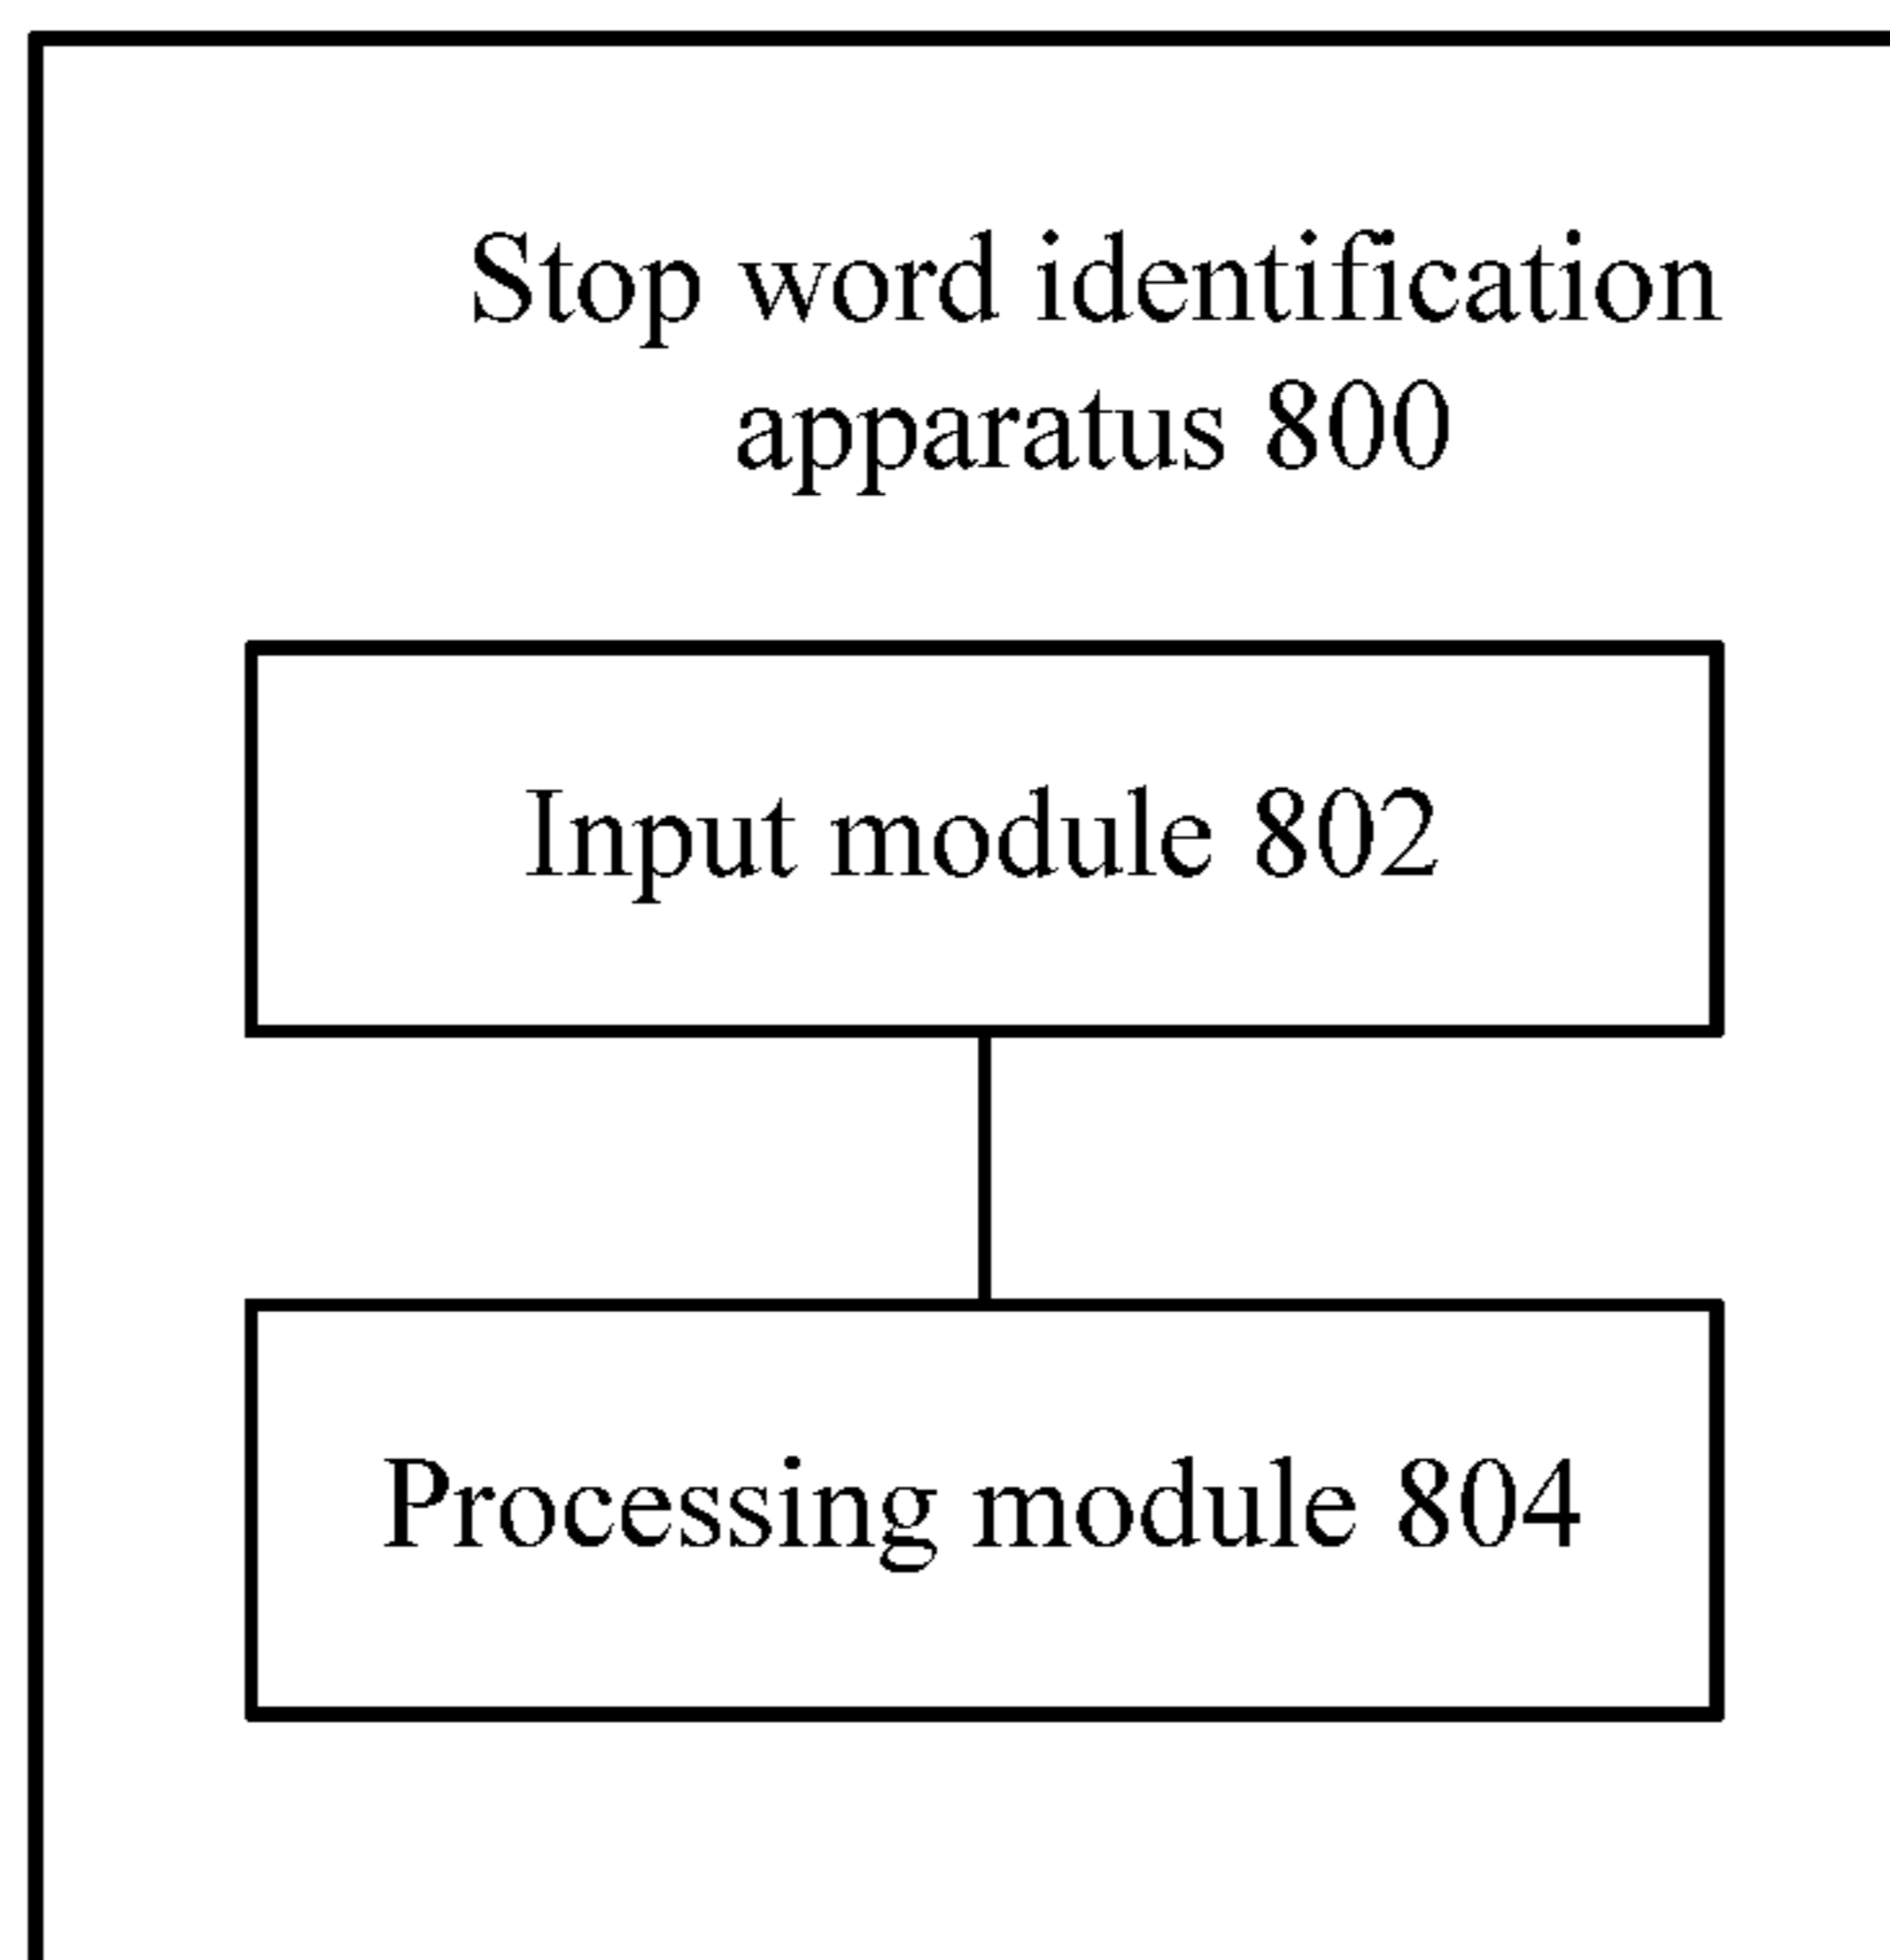 Stop word identification
apparatus 800
Input module 802
Processing module 804